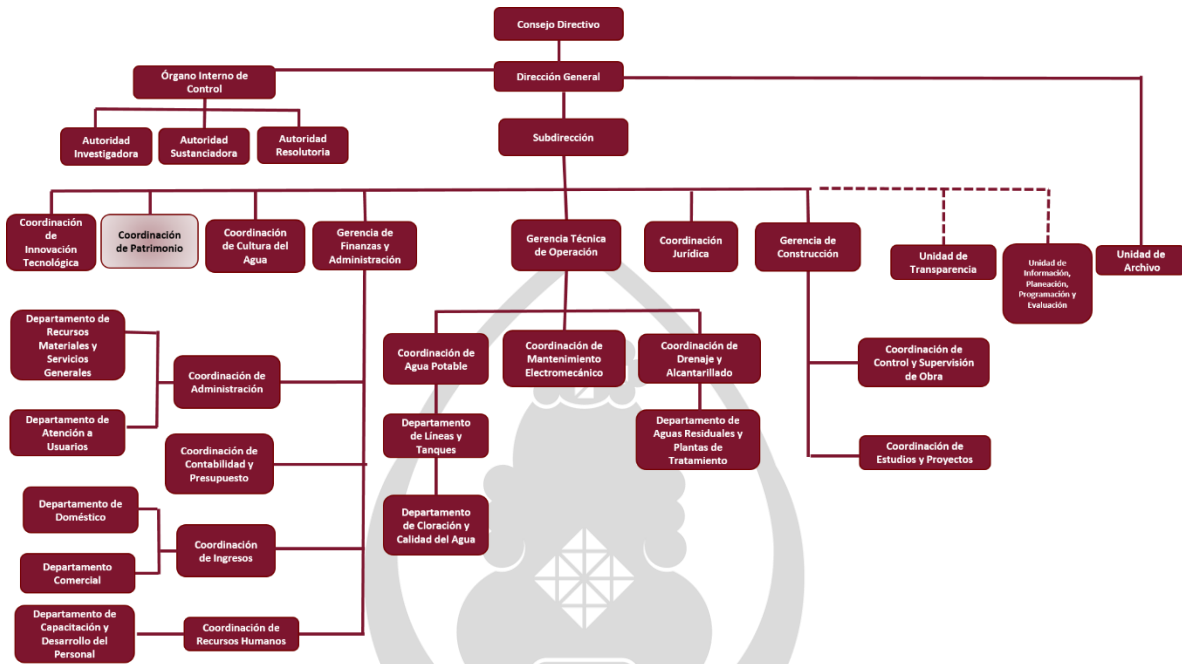 Consejo Directivo
Órgano Interno de
Control
Dirección General
Autoridad
Investigadora
Autoridad
Sustanciadora
Autoridad
Resolutoria
Subdirección
Coordinación
de
Innovación
Tecnológica
Coordinación
de Patrimonio
Coordinación
de Cultura del
Agua
Gerencia de
Finanzas y
Administración
Gerencia Técnica
de Operación
Coordinación
Jurídica
Gerencia de
Construcción
Unidad de
Transparencia
Unidad de
Información,
Planeación,
Programación y
Evaluación
Unidad de
Archivo
Departamento de
Recursos
Materiales y
Servicios
Generales
Coordinación de
Administración
Departamento de
Atención a
Usuarios
Coordinación de
Contabilidad y
Presupuesto
Departamento de
Doméstico
Coordinación
de Ingresos
Departamento
Comercial
Departamento de
Capacitación y
Desarrollo del
Personal
Coordinación de
Recursos Humanos
Coordinación de
Agua Potable
Coordinación de
Mantenimiento
Electromecánico
Coordinación de
Drenaje y
Alcantarillado
Departamento
de Líneas y
Tanques
Departamento de
Aguas Residuales y
Plantas de
Tratamiento
Departamento
de Cloración y
Calidad del Agua
Coordinación de
Control y Supervisión
de Obra
Coordinación de
Estudios y Proyectos